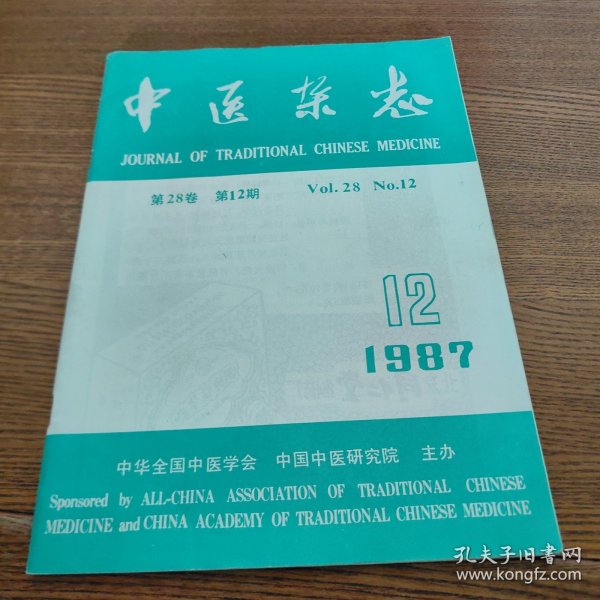 中医杂志
JOURNAL OF TRADITIONAL CHINESE MEDICINE
第28卷 第12期 Vol. 28 No.12
12
1987
中华全国中医学会 中国中医研究院 主办
Sponsored by ALL-CHINA ASSOCIATION OF TRADITIONAL CHINESE
MEDICINE and CHINA ACADEMY OF TRADITIONAL CHINESE MEDICINE
孔夫子旧书网
www.kongfz.com